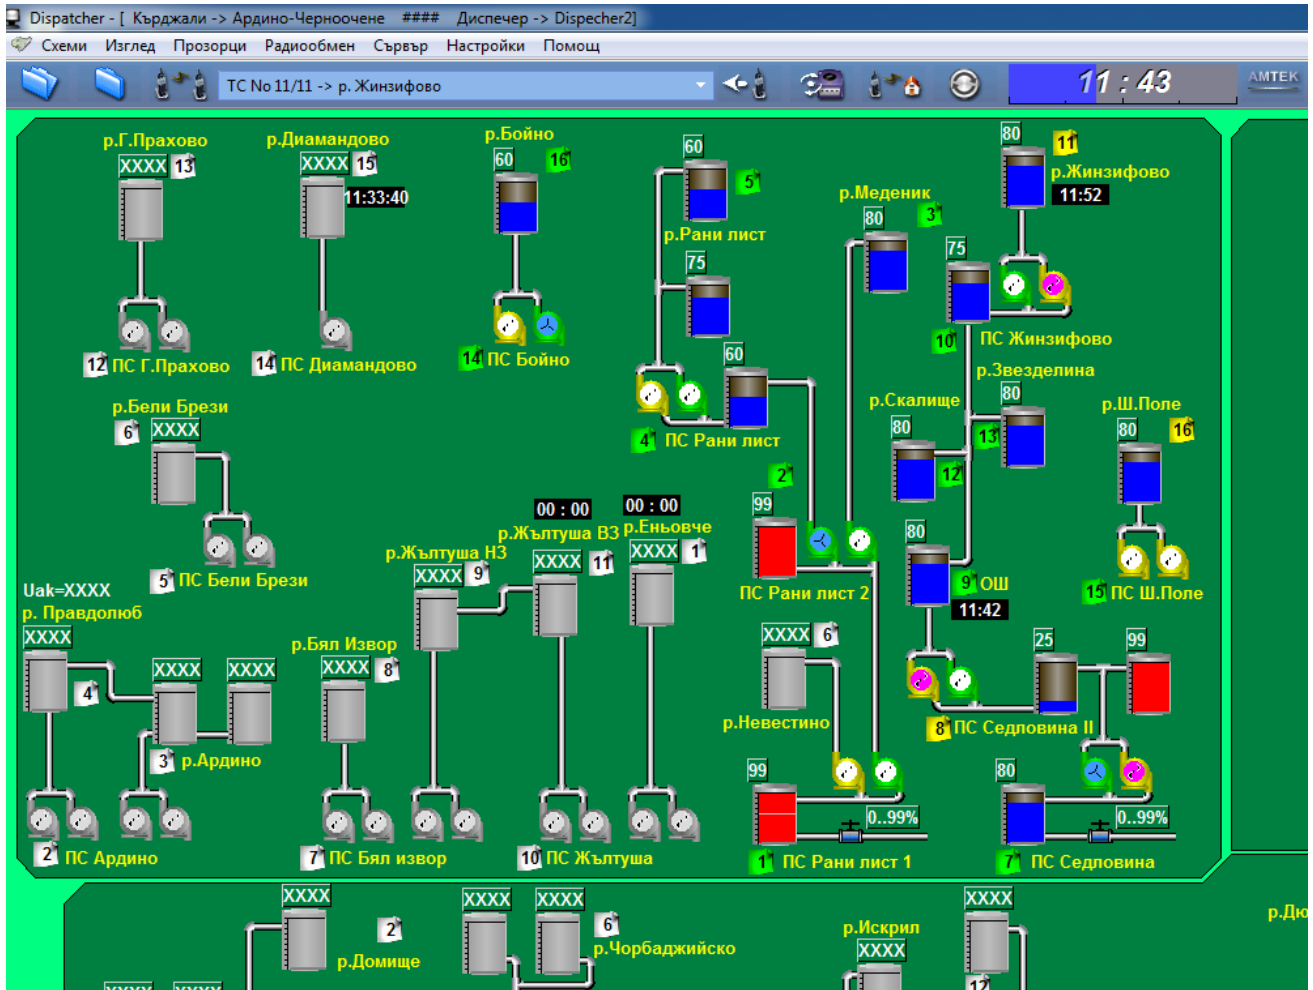 Dispatcher - [ Кърджали -> Ардино-Черноочене #### Диспечер -> Dispecher2]
Схеми Изглед Прозорци Радиообмен Сървър Настройки Помощ
ТС No 11/11 -> р. Жинзифово
11 : 43
AMTEK
р.Г.Прахово
XXXX 13
12 ПС Г.Прахово
р.Диамандово
XXXX 15
11:33:40
14 ПС Диамандово
р.Бойно
60 16
14 ПС Бойно
60
5
р.Рани лист
75
60
4 ПС Рани лист
р.Меденик
80 3
80 11
р.Жинзифово
11:52
75
10 ПС Жинзифово
р.Звезделина
80
13
р.Скалище
80
12
р.Ш.Поле
80 16
15 ПС Ш.Поле
р.Бели Брези
6 XXXX
5 ПС Бели Брези
2
99
ПС Рани лист 2
80
9 ОШ
11:42
00 : 00
р.Жълтуша ВЗ
XXXX 11
00 : 00
р.Еньовче
XXXX 1
р.Жълтуша НЗ
XXXX 9
Uak=XXXX
р. Правдолюб
XXXX
4
XXXX XXXX
3 р.Ардино
2 ПС Ардино
р.Бял Извор
XXXX 8
7 ПС Бял извор
10 ПС Жълтуша
XXXX 6
р.Невестино
25 99
8 ПС Седловина II
99
0..99%
1 ПС Рани лист 1
80
0..99%
7 ПС Седловина
XXXX
2
р.Домище
XXXX XXXX
6
р.Чорбаджийско
р.Искрил
XXXX
XXXX
12
р.Дю
XXXX XXXX